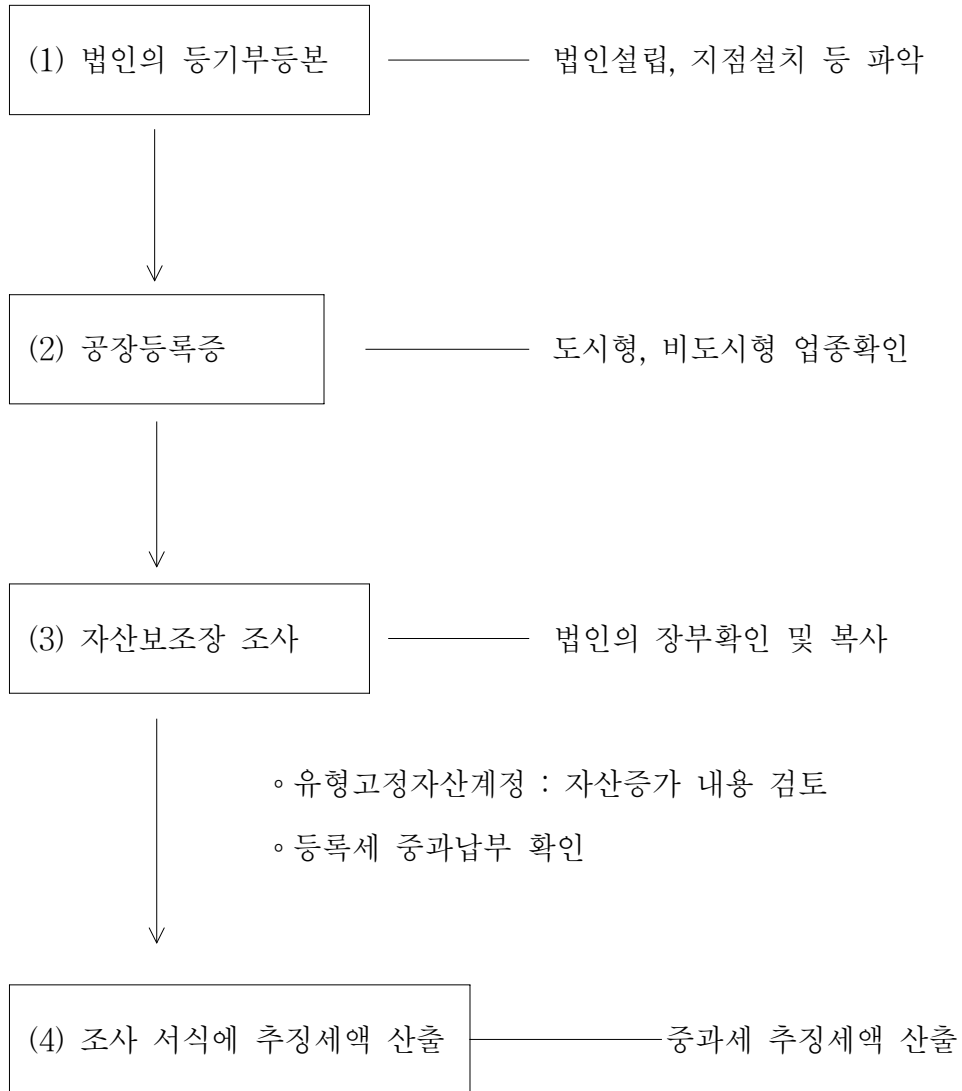 (1) 법인의 등기부등본 법인설립, 지점설치 등 파악
(2) 공장등록증 도시형, 비도시형 업종확인
(3) 자산보조장 조사 법인의 장부확인 및 복사
◦유형고정자산계정 : 자산증가 내용 검토
◦등록세 중과납부 확인
(4) 조사 서식에 추징세액 산출 중과세 추징세액 산출